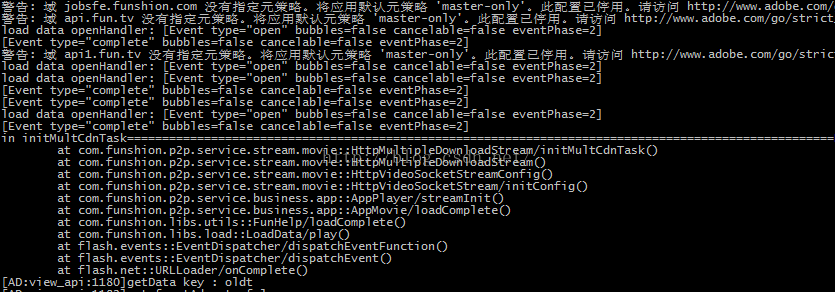 警告: 域 jobsfe.funshion.com 没有指定元策略。将应用默认元策略 'master-only'。此配置已停用。请访问 http://www.adobe.com/
警告: 域 api.fun.tv 没有指定元策略。将应用默认元策略 'master-only'。此配置已停用。请访问 http://www.adobe.com/go/strict
load data openHandler: [Event type="open" bubbles=false cancelable=false eventPhase=2]
[Event type="complete" bubbles=false cancelable=false eventPhase=2]
警告: 域 api1.fun.tv 没有指定元策略。将应用默认元策略 'master-only'。此配置已停用。请访问 http://www.adobe.com/go/stri
load data openHandler: [Event type="open" bubbles=false cancelable=false eventPhase=2]
load data openHandler: [Event type="open" bubbles=false cancelable=false eventPhase=2]
[Event type="complete" bubbles=false cancelable=false eventPhase=2]
[Event type="complete" bubbles=false cancelable=false eventPhase=2]
load data openHandler: [Event type="open" bubbles=false cancelable=false eventPhase=2]
[Event type="complete" bubbles=false cancelable=false eventPhase=2]
in initMultCdnTask====================================================================================================
at com.funshion.p2p.service.stream.movie::HttpMultipleDownloadStream/initMultCdnTask()
at com.funshion.p2p.service.stream.movie::HttpMultipleDownloadStream()
at com.funshion.p2p.service.stream.movie::HttpVideoSocketStreamConfig()
at com.funshion.p2p.service.stream.movie::HttpVideoSocketStream/initConfig()
at com.funshion.p2p.service.business.app::AppPlayer/streamInit()
at com.funshion.p2p.service.business.app::AppMovie/loadComplete()
at com.funshion.libs.utils::FunHelp/loadComplete()
at com.funshion.libs.load::LoadData/play()
at flash.events::EventDispatcher/dispatchEventFunction()
at flash.events::EventDispatcher/dispatchEvent()
at flash.net::URLLoader/onComplete()
[AD:view_api:1180]getData key : oldt
http://blog.csdn.net/